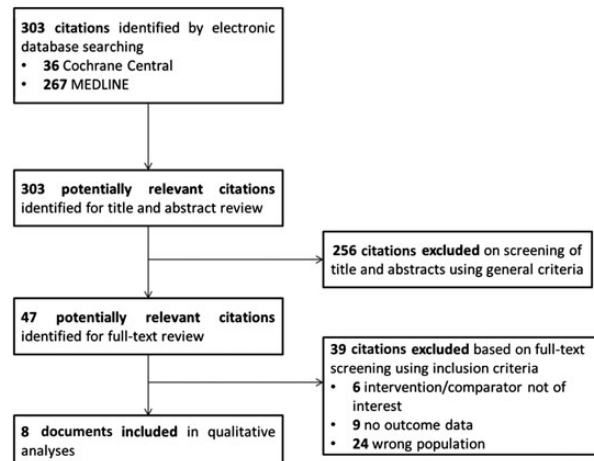 303 citations identified by electronic
database searching
• 36 Cochrane Central
• 267 MEDLINE
303 potentially relevant citations
identified for title and abstract review
256 citations excluded on screening of
title and abstracts using general criteria
47 potentially relevant citations
identified for full-text review
39 citations excluded based on full-text
screening using inclusion criteria
• 6 intervention/comparator not of
interest
• 9 no outcome data
• 24 wrong population
8 documents included in qualitative
analyses